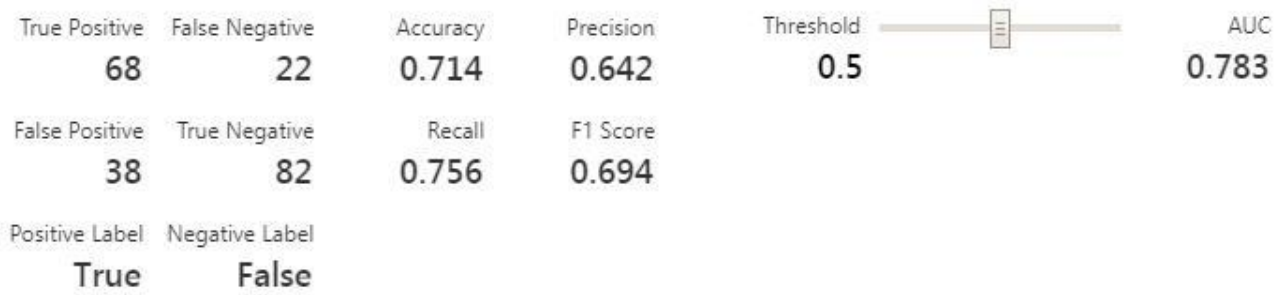 True Positive False Negative Accuracy Precision Threshold AUC
68 22 0.714 0.642 0.5 0.783
False Positive True Negative Recall F1 Score
38 82 0.756 0.694
Positive Label Negative Label
True False